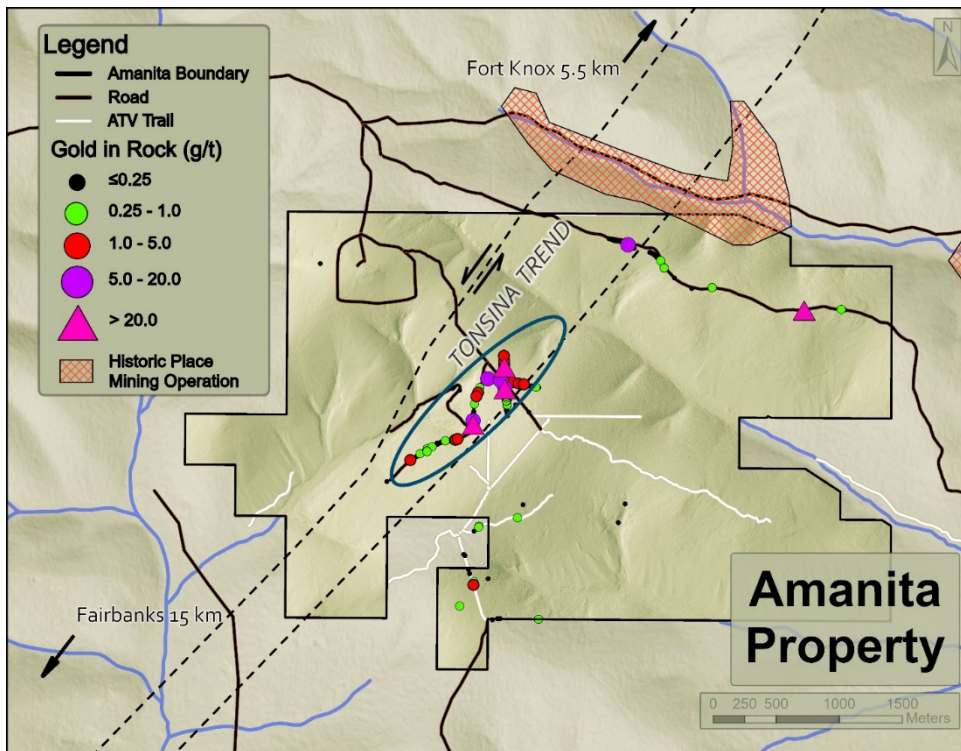 Legend
Amanita Boundary
Road
ATV Trail
Gold in Rock (g/t)
≤0.25
0.25 - 1.0
1.0 - 5.0
5.0 - 20.0
> 20.0
Historic Place
Mining Operation
Fort Knox 5.5 km
N
TONSINA TREND
Fairbanks 15 km
Amanita
Property
0 250 500 1000 1500
Meters